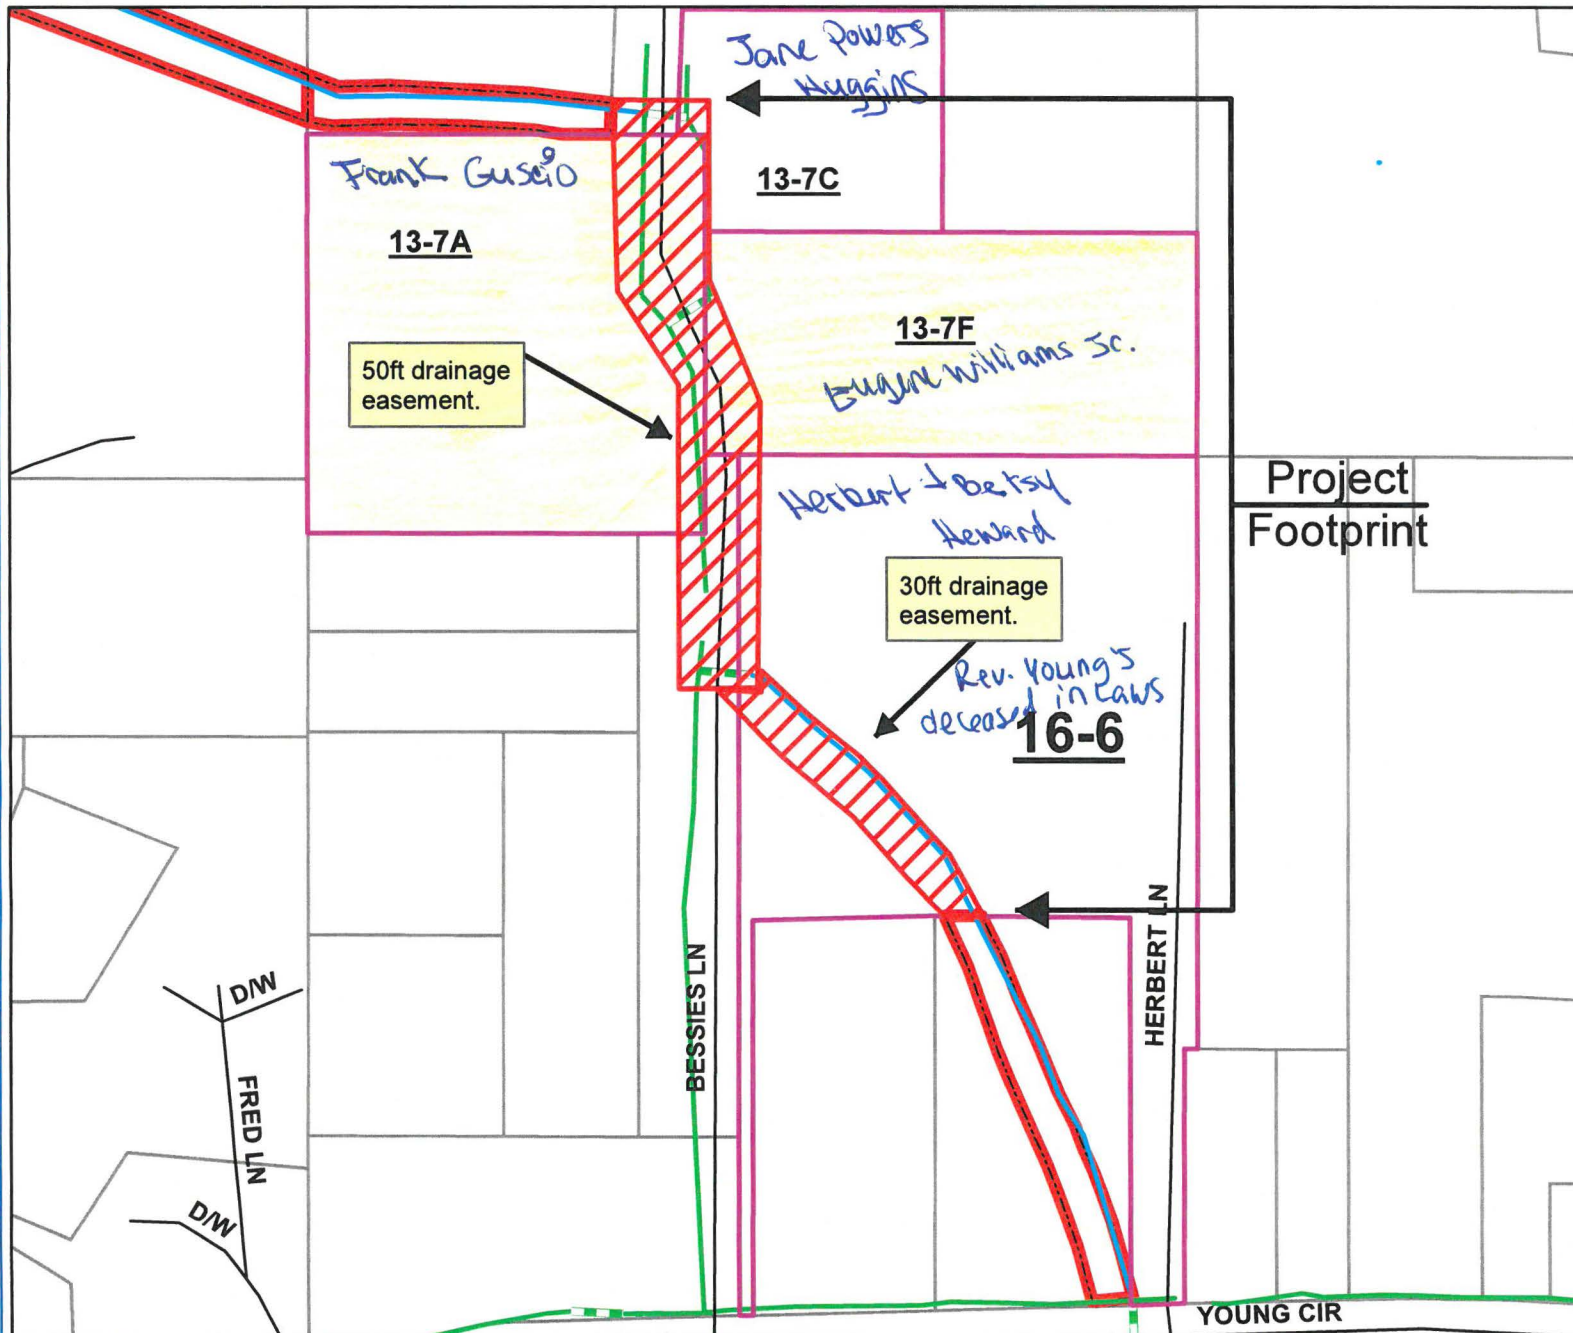 Jane Powers
Huggins
13-7C
Frank Guscio
13-7A
13-7F
Eugene Williams Jr.
50ft drainage
easement.
Herbert + Betsy
Heward
Project
Footprint
30ft drainage
easement.
Rev. Young's
deceased in Laws
16-6
BESSIES LN
HERBERT LN
D/W
FRED LN
D/W
YOUNG CIR